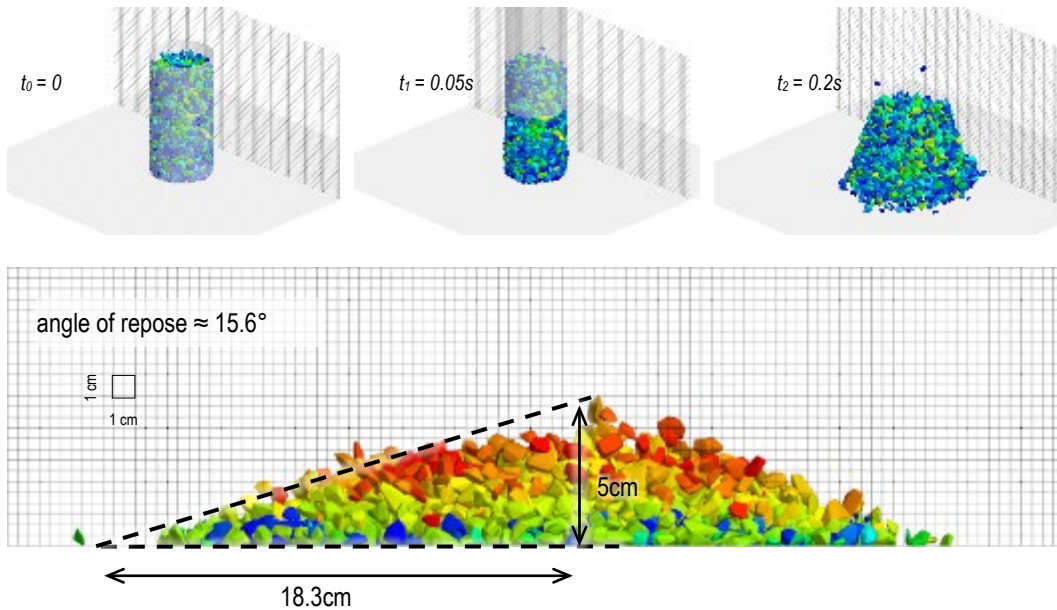 t₀ = 0
t₁ = 0.05s
t₂ = 0.2s
angle of repose ≈ 15.6°
1 cm
1 cm
5cm
18.3cm